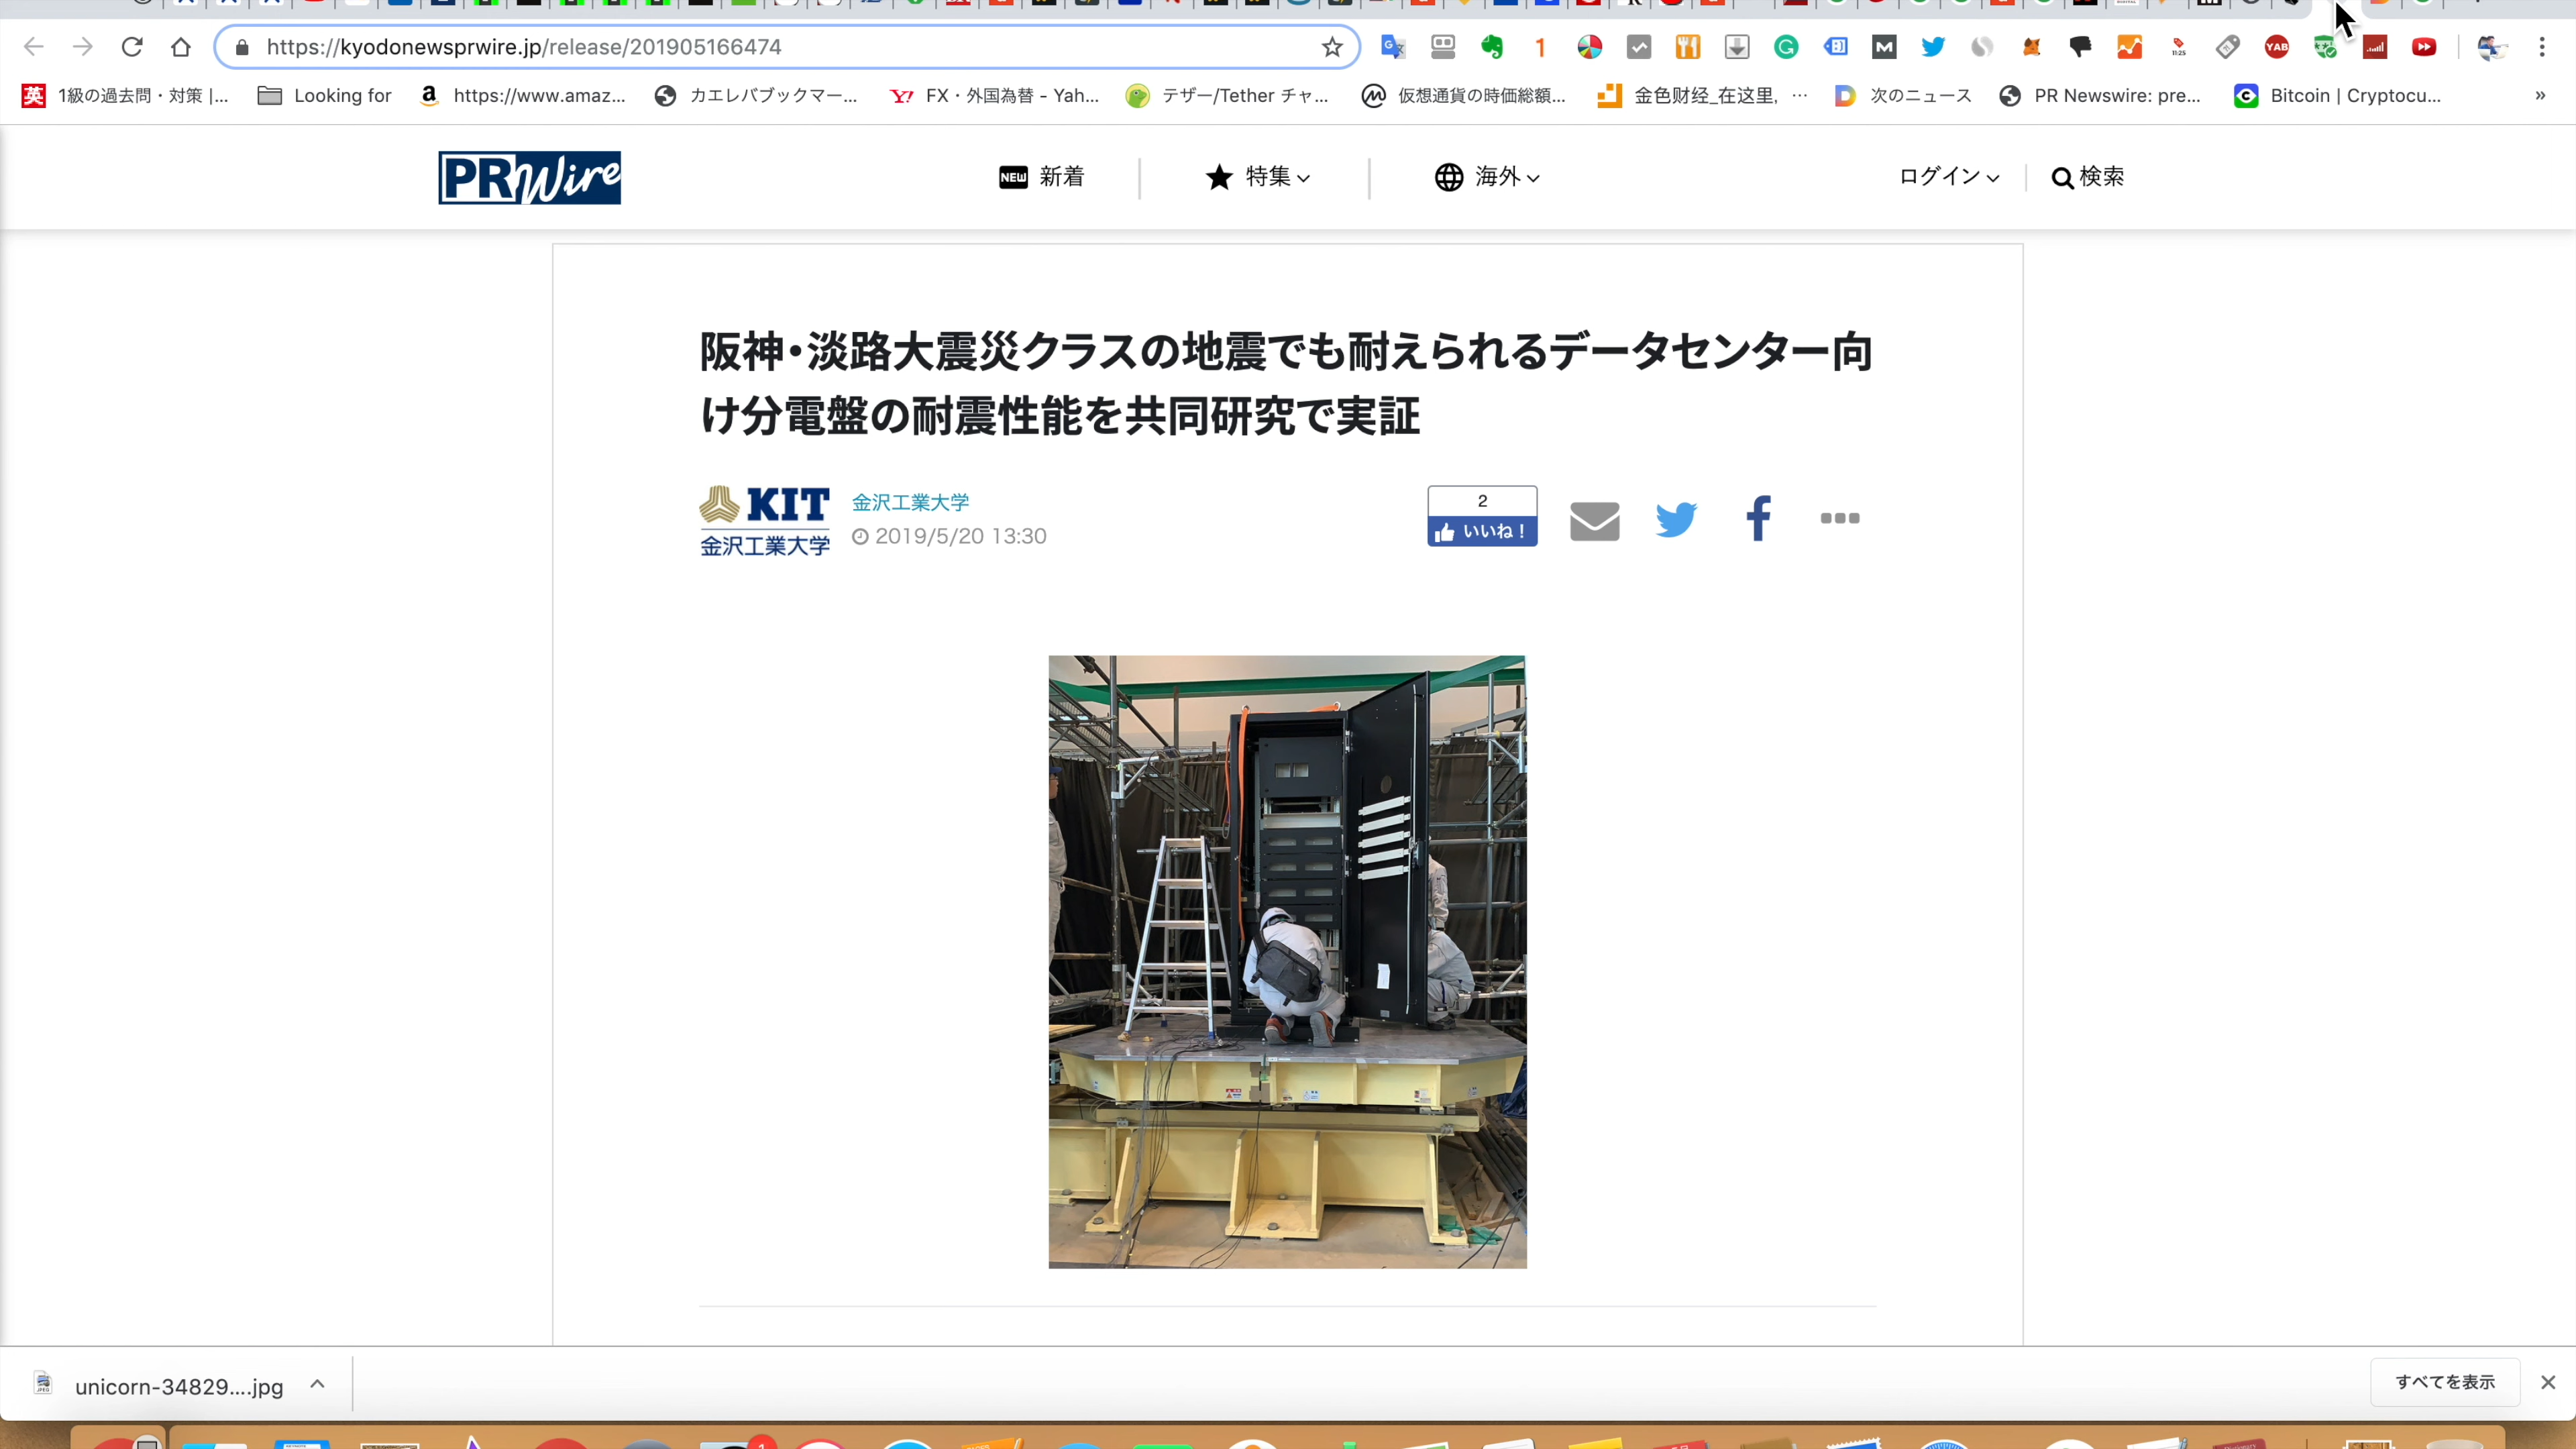 https://kyodonewsprwire.jp/release/201905166474
1級の過去問・対策 |...
Looking for
https://www.amaz...
カエレバブックマー...
FX・外国為替 - Yah...
テザー/Tether チャ...
仮想通貨の時価総額...
金色财经_在这里, ...
次のニュース
PR Newswire: pre...
Bitcoin | Cryptocu...
»
PR Wire
NEW 新着
特集
海外
ログイン
検索
阪神・淡路大震災クラスの地震でも耐えられるデータセンター向
け分電盤の耐震性能を共同研究で実証
KIT
金沢工業大学
金沢工業大学
2019/5/20 13:30
2
いいね!
unicorn-34829....jpg
すべてを表示